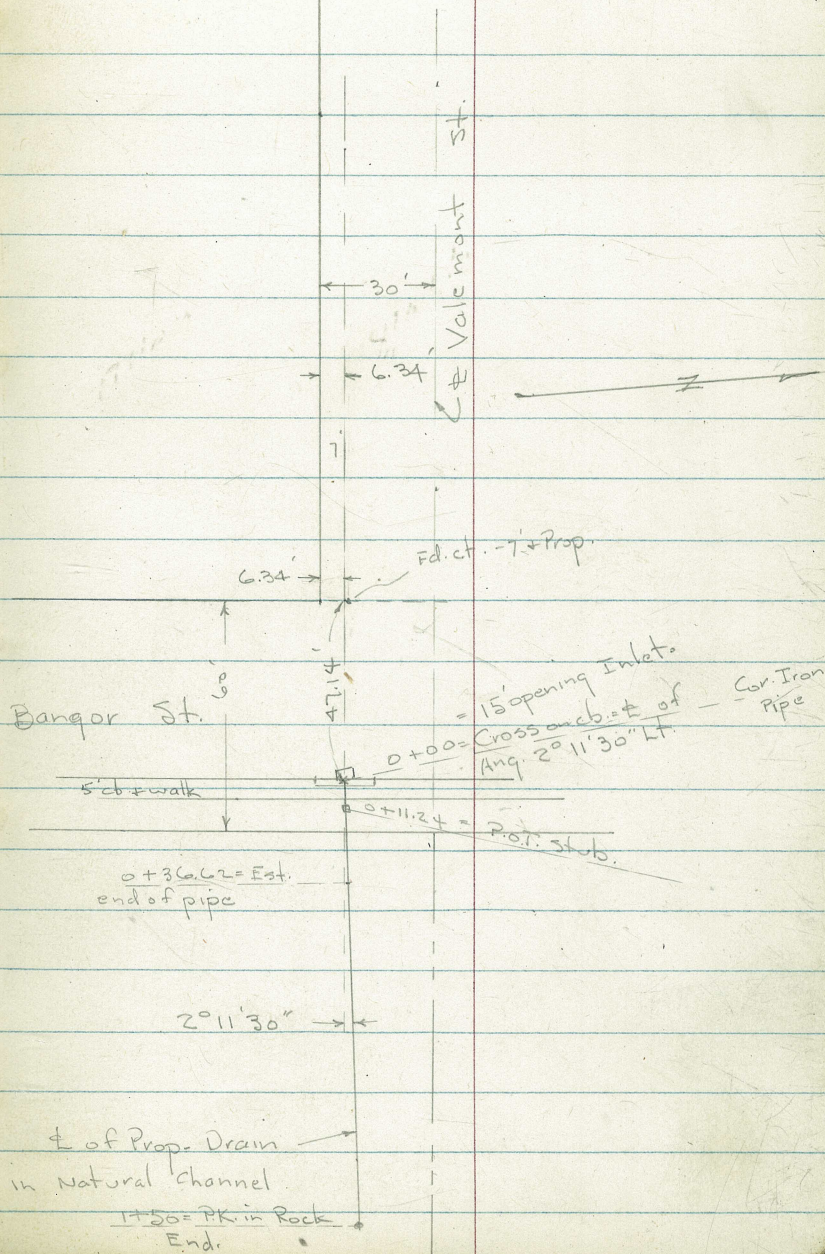 ℄ Valemont St.
30'
6.34'
N
7'
Fd. ct. - 7' + Prop.
6.34'
60'
47.14'
= 15' opening Inlet.
Bangor St.
0+00 = Cross on cb. = ℄ of — Cor. Iron Pipe
Ang. 2° 11' 30" Lt.
5' cb + walk
0+11.24 = P.O.T. Stub.
0+36.62 = Est.
end of pipe
2° 11' 30"
℄ of Prop. Drain
in Natural Channel
1+50 = P.K. in Rock
End.